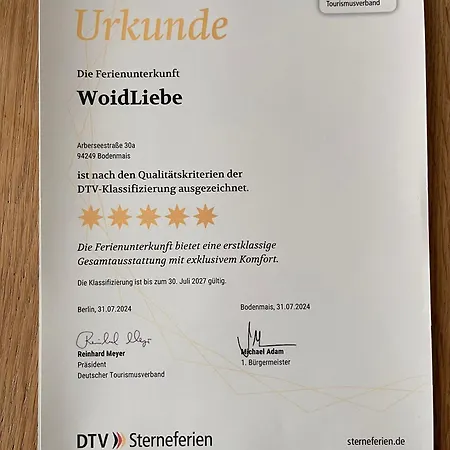 Tourismusverband
Urkunde
Die Ferienunterkunft
WoidLiebe
Arberseestraße 30a
94249 Bodenmais
ist nach den Qualitätskriterien der
DTV-Klassifizierung ausgezeichnet.
Die Ferienunterkunft bietet eine erstklassige
Gesamtausstattung mit exklusivem Komfort.
Die Klassifizierung ist bis zum 30. Juli 2027 gültig.
Berlin, 31.07.2024
Bodenmais, 31.07.2024
Reinhard Meyer
Präsident
Deutscher Tourismusverband
Michael Adam
1. Bürgermeister
DTV Sterneferien
sterneferien.de